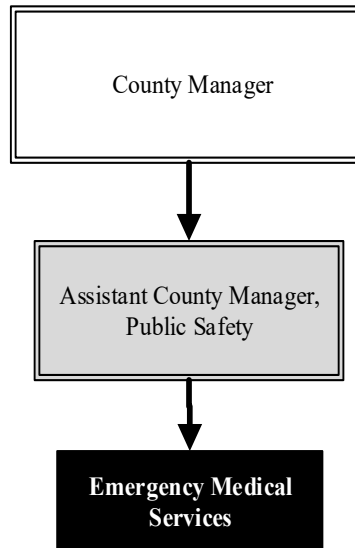 County Manager
Assistant County Manager,
Public Safety
Emergency Medical
Services